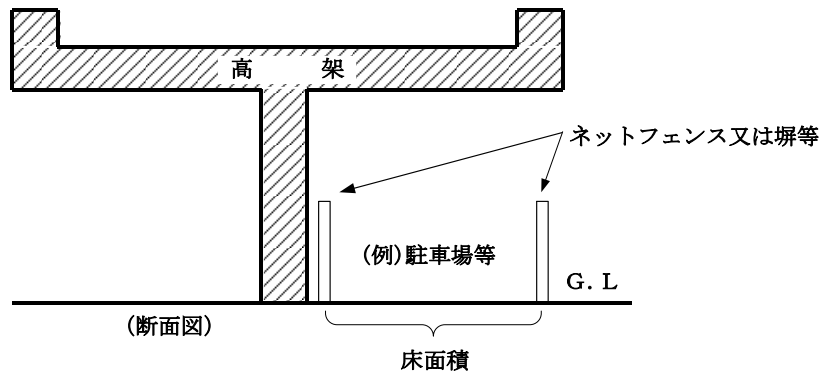 高　　　架
ネットフェンス又は塀等
(例)駐車場等
G. L
(断面図)
床面積